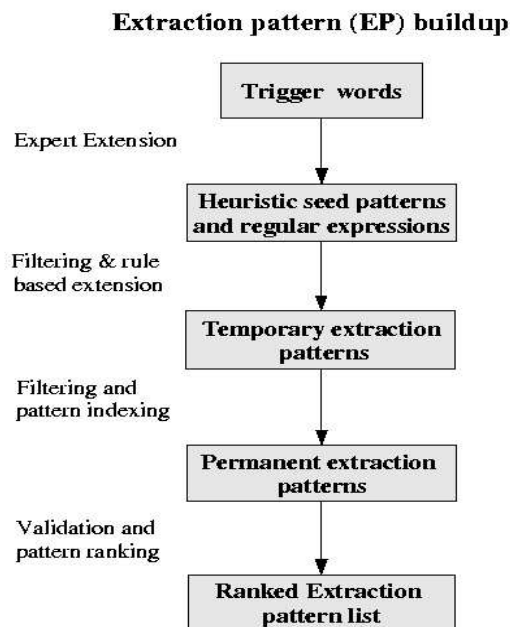 Extraction pattern (EP) buildup
Trigger words
Expert Extension
Heuristic seed patterns
and regular expressions
Filtering & rule
based extension
Temporary extraction
patterns
Filtering and
pattern indexing
Permanent extraction
patterns
Validation and
pattern ranking
Ranked Extraction
pattern list